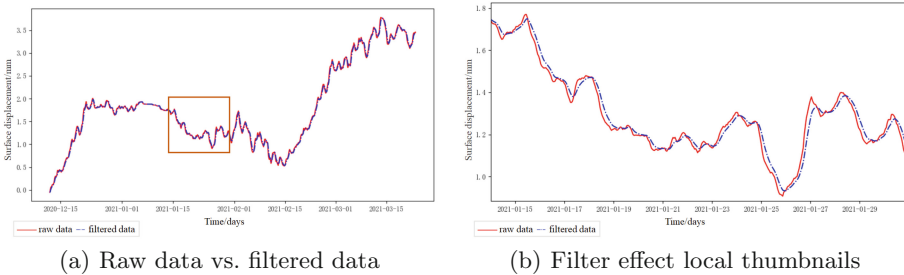 Surface displacement/mm
3.5
3.0
2.5
2.0
1.5
1.0
0.5
0.0
2020-12-15
2021-01-01
2021-01-15
2021-02-01
2021-02-15
2021-03-01
2021-03-15
Time/days
raw data
filtered data
(a) Raw data vs. filtered data
Surface displacement/mm
1.8
1.6
1.4
1.2
1.0
2021-01-15
2021-01-17
2021-01-19
2021-01-21
2021-01-23
2021-01-25
2021-01-27
2021-01-29
Time/days
raw data
filtered data
(b) Filter effect local thumbnails